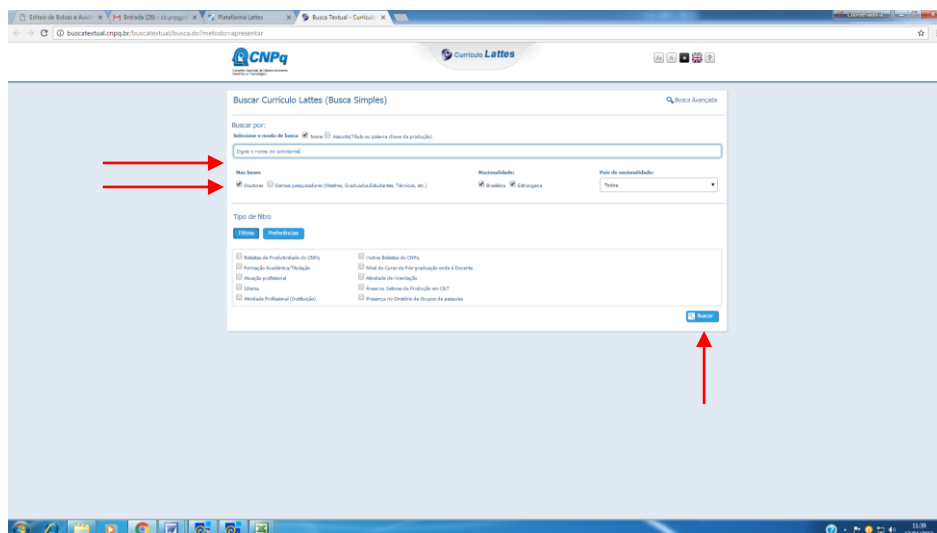 Editais de Bolsas e Auxíli
Entrada (28) - cic.prpgp
Plataforma Lattes
Busca Textual - Currículo
buscatextual.cnpq.br/buscatextual/busca.do?metodo=apresentar
CNPq
Currículo Lattes
Buscar Currículo Lattes (Busca Simples)
Busca Avançada
Buscar por:
Selecione o modo de busca Nome Assunto(Título ou palavra chave da produção)
Digite o nome do solicitante
Nas bases
Nacionalidade:
País de nacionalidade:
Doutores Demais pesquisadores (Mestres, Graduados,Estudantes, Técnicos, etc.)
Brasileira Estrangeira
Todos
Tipo de filtro
Filtros Preferências
Bolsistas de Produtividade do CNPq
Outros Bolsistas do CNPq
Formação Acadêmica/Titulação
Nível do Curso de Pós-graduação onde é Docente
Atuação profissional
Atividade de Orientação
Idioma
Áreas ou Setores da Produção em C&T
Atividade Profissional (Instituição)
Presença no Diretório de Grupos de pesquisa
Buscar
11:39